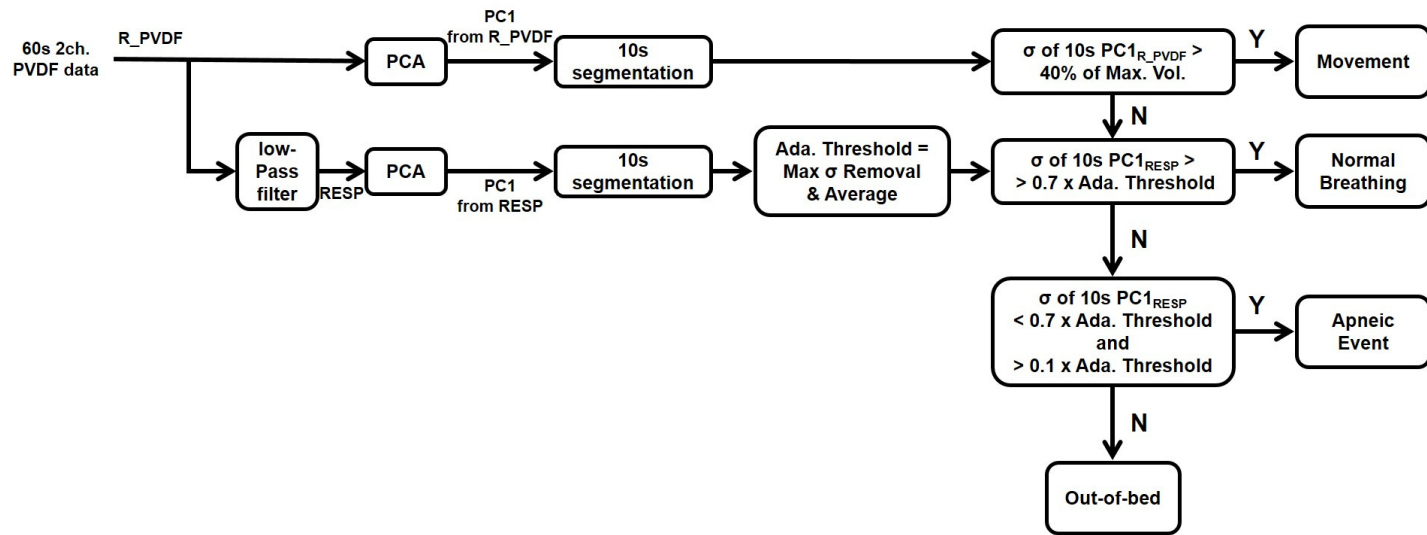 60s 2ch.
PVDF data
R_PVDF
PCA
PC1
from R_PVDF
10s
segmentation
σ of 10s PC1R_PVDF >
40% of Max. Vol.
Y
Movement
N
low-
Pass
filter
RESP
PCA
PC1
from RESP
10s
segmentation
Ada. Threshold =
Max σ Removal
& Average
σ of 10s PC1RESP >
> 0.7 x Ada. Threshold
Y
Normal
Breathing
N
σ of 10s PC1RESP
< 0.7 x Ada. Threshold
and
> 0.1 x Ada. Threshold
Y
Apneic
Event
N
Out-of-bed